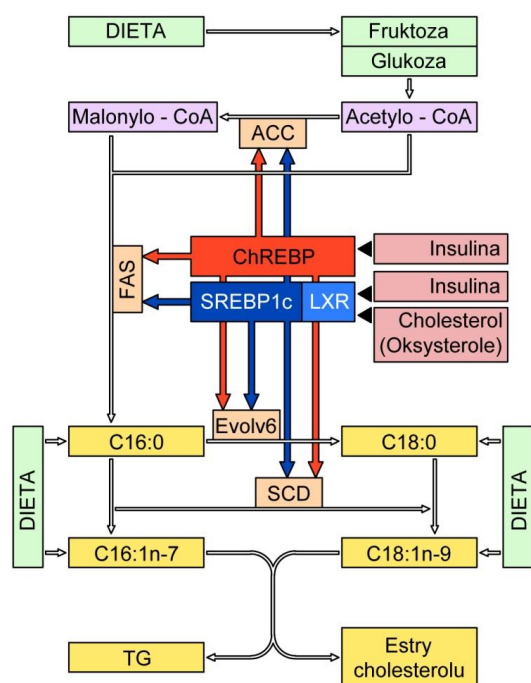 DIETA
Fruktoza
Glukoza
Malonylo - CoA
Acetylo - CoA
ACC
ChREBP
Insulina
FAS
SREBP1c
LXR
Insulina
Cholesterol
(Oksysterole)
Evolv6
C16:0
C18:0
DIETA
DIETA
SCD
C16:1n-7
C18:1n-9
TG
Estry
cholesterolu